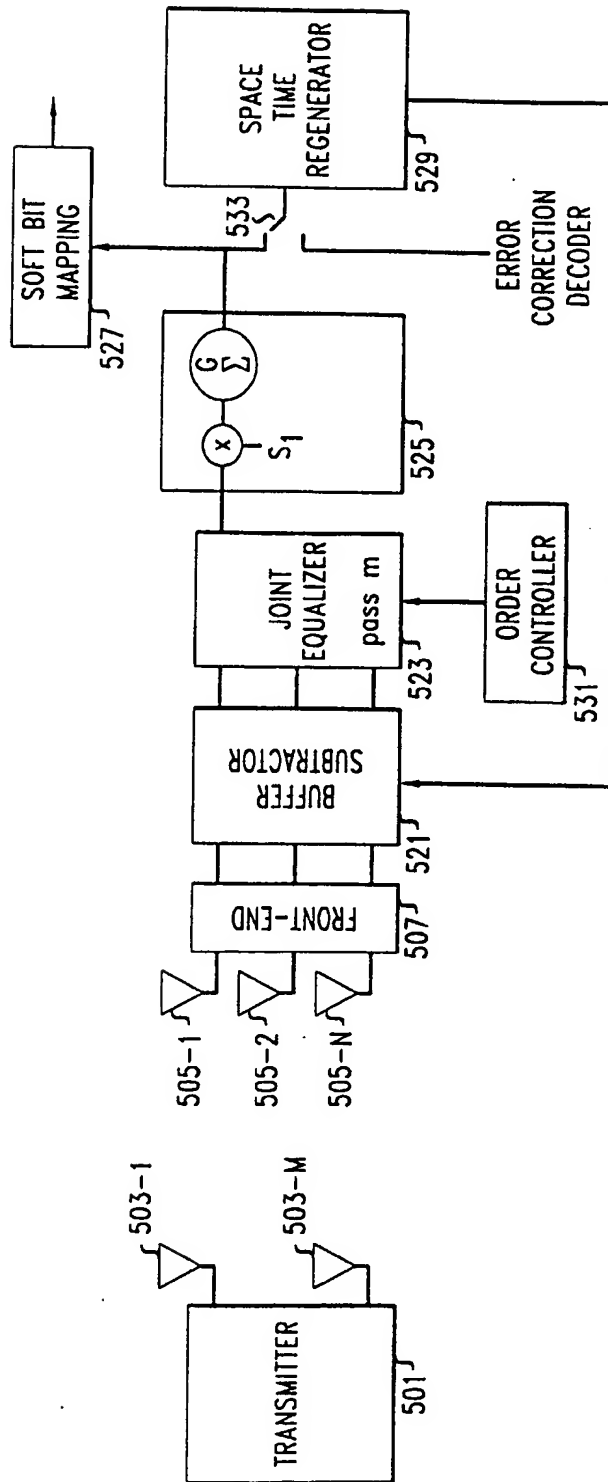 TRANSMITTER
501
503-1
503-M
505-1
505-2
505-N
FRONT-END
507
BUFFER
SUBTRACTOR
521
JOINT
EQUALIZER
pass m
523
ORDER
CONTROLLER
531
x
S1
G
Σ
525
SOFT BIT
MAPPING
527
533
ERROR
CORRECTION
DECODER
SPACE
TIME
REGENERATOR
529